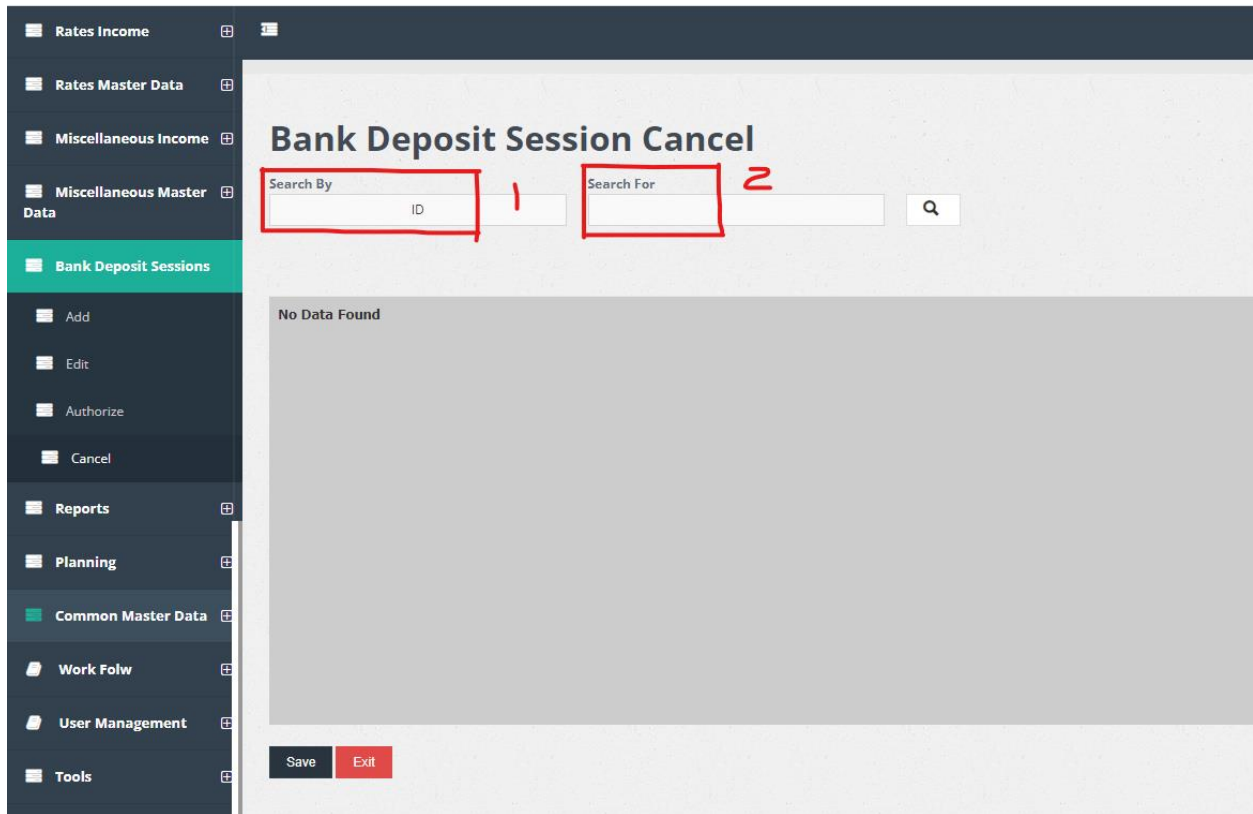 Rates Income
Rates Master Data
Miscellaneous Income
Miscellaneous Master
Data
Bank Deposit Sessions
Add
Edit
Authorize
Cancel
Reports
Planning
Common Master Data
Work Folw
User Management
Tools
Bank Deposit Session Cancel
Search By
ID
1
Search For
2
No Data Found
Save
Exit